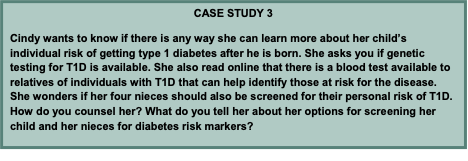 CASE STUDY 3
Cindy wants to know if there is any way she can learn more about her child's
individual risk of getting type 1 diabetes after he is born. She asks you if genetic
testing for T1D is available. She also read online that there is a blood test available to
relatives of individuals with T1D that can help identify those at risk for the disease.
She wonders if her four nieces should also be screened for their personal risk of T1D.
How do you counsel her? What do you tell her about her options for screening her
child and her nieces for diabetes risk markers?